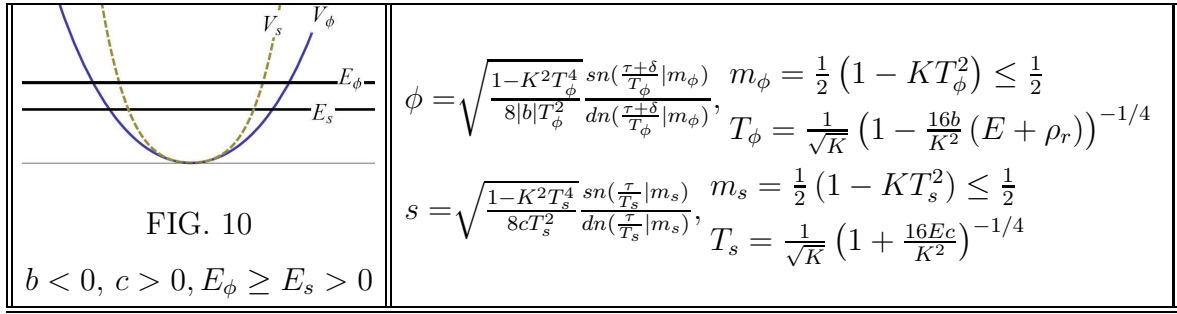 V_s V_φ
E_φ
E_s
FIG. 10
b < 0, c > 0, E_φ ≥ E_s > 0
φ = √((1−K²T_φ⁴)/(8|b|T_φ²)) sn((τ+δ)/T_φ|m_φ)/dn((τ+δ)/T_φ|m_φ), m_φ = ½ (1 − KT_φ²) ≤ ½
T_φ = 1/√K (1 − 16b/K² (E + ρ_r))^(−1/4)
s = √((1−K²T_s⁴)/(8cT_s²)) sn(τ/T_s|m_s)/dn(τ/T_s|m_s), m_s = ½ (1 − KT_s²) ≤ ½
T_s = 1/√K (1 + 16Ec/K²)^(−1/4)